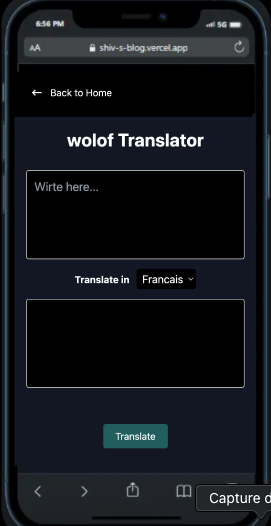 6:56 PM
5G
AA
shiv-s-blog.vercel.app
← Back to Home
wolof Translator
Wirte here...
Translate in Francais
Translate
Capture d